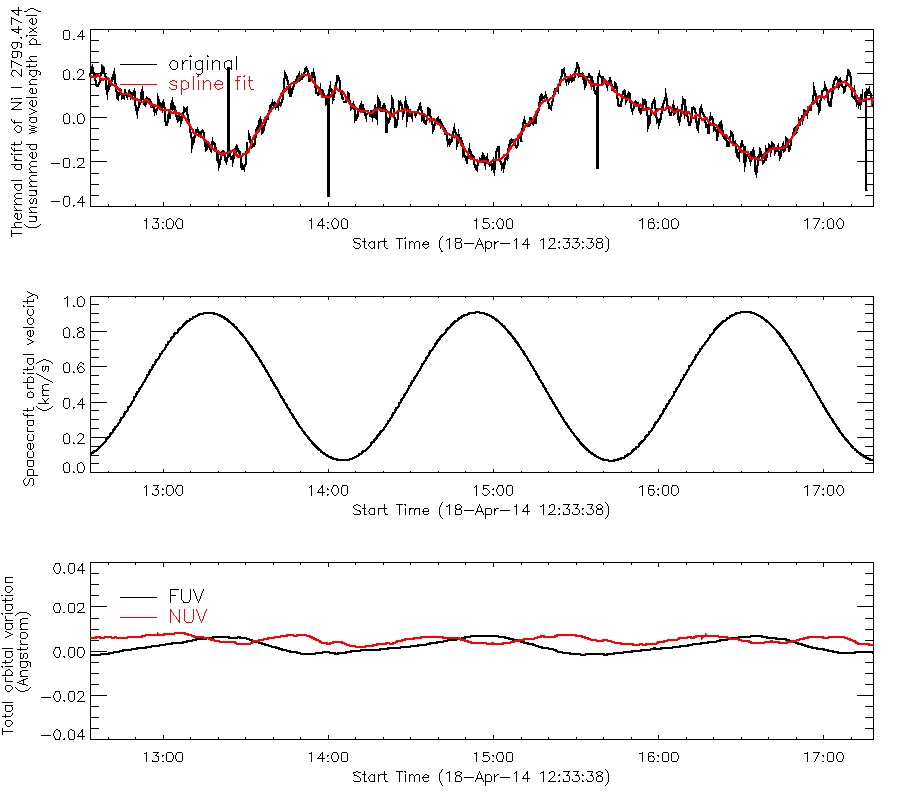 Thermal drift of Ni I 2799.474
(unsummed wavelength pixel)
0.4
0.2
0.0
−0.2
−0.4
original
spline fit
13:00 14:00 15:00 16:00 17:00
Start Time (18-Apr-14 12:33:38)
Spacecraft orbital velocity
(km/s)
1.0
0.8
0.6
0.4
0.2
0.0
13:00 14:00 15:00 16:00 17:00
Start Time (18-Apr-14 12:33:38)
Total orbital variation
(Angstrom)
0.04
0.02
0.00
−0.02
−0.04
FUV
NUV
13:00 14:00 15:00 16:00 17:00
Start Time (18-Apr-14 12:33:38)